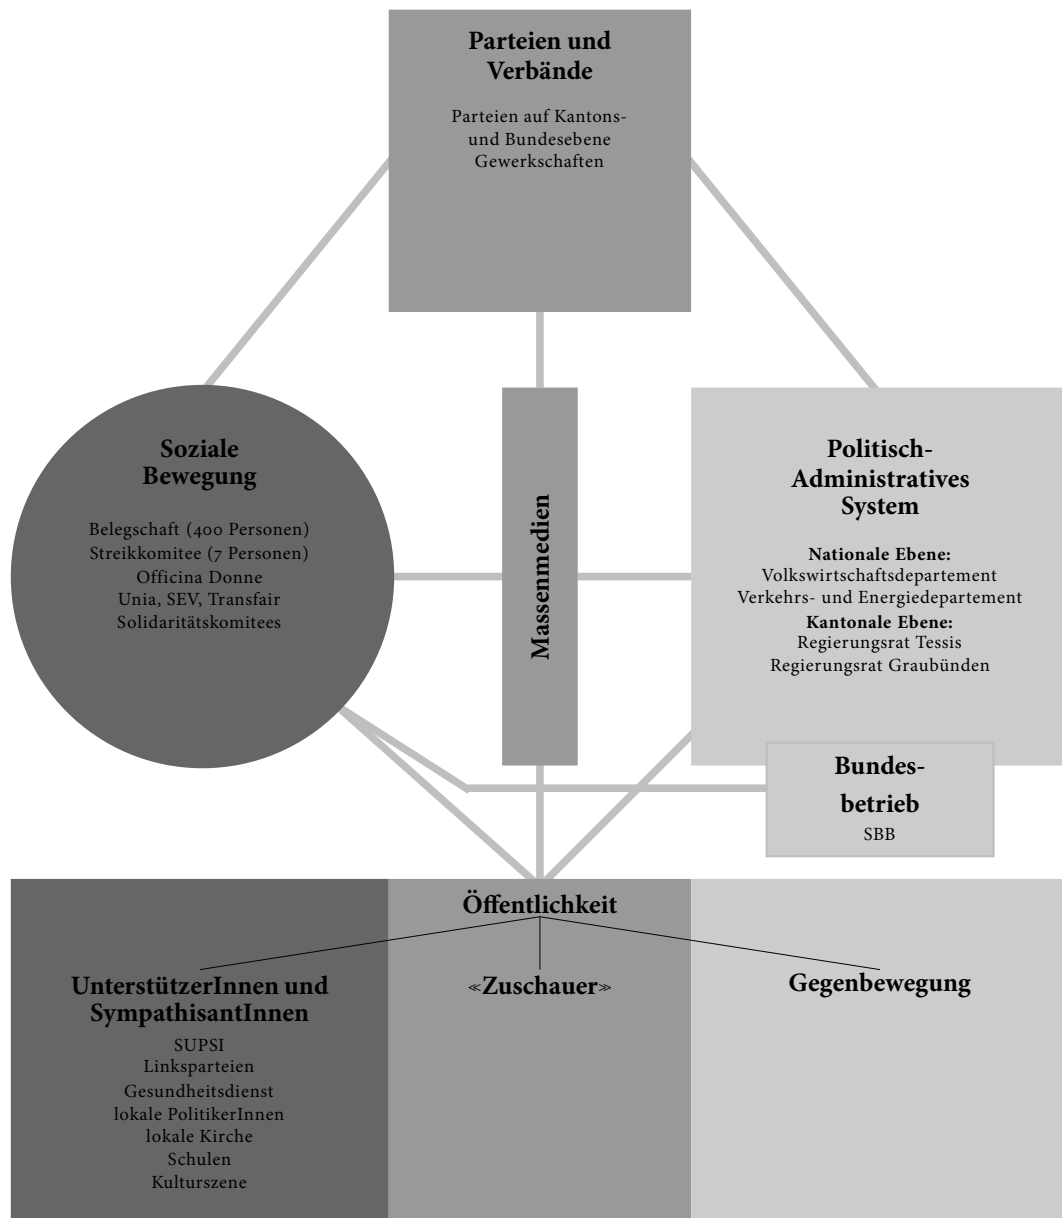 Parteien und
Verbände
Parteien auf Kantons-
und Bundesebene
Gewerkschaften
Soziale
Bewegung
Belegschaft (400 Personen)
Streikkomitee (7 Personen)
Officina Donne
Unia, SEV, Transfair
Solidaritätskomitees
Massenmedien
Politisch-
Administratives
System
Nationale Ebene:
Volkswirtschaftsdepartement
Verkehrs- und Energiedepartement
Kantonale Ebene:
Regierungsrat Tessis
Regierungsrat Graubünden
Bundes-
betrieb
SBB
Öffentlichkeit
UnterstützerInnen und
SympathisantInnen
SUPSI
Linksparteien
Gesundheitsdienst
lokale PolitikerInnen
lokale Kirche
Schulen
Kulturszene
«Zuschauer»
Gegenbewegung